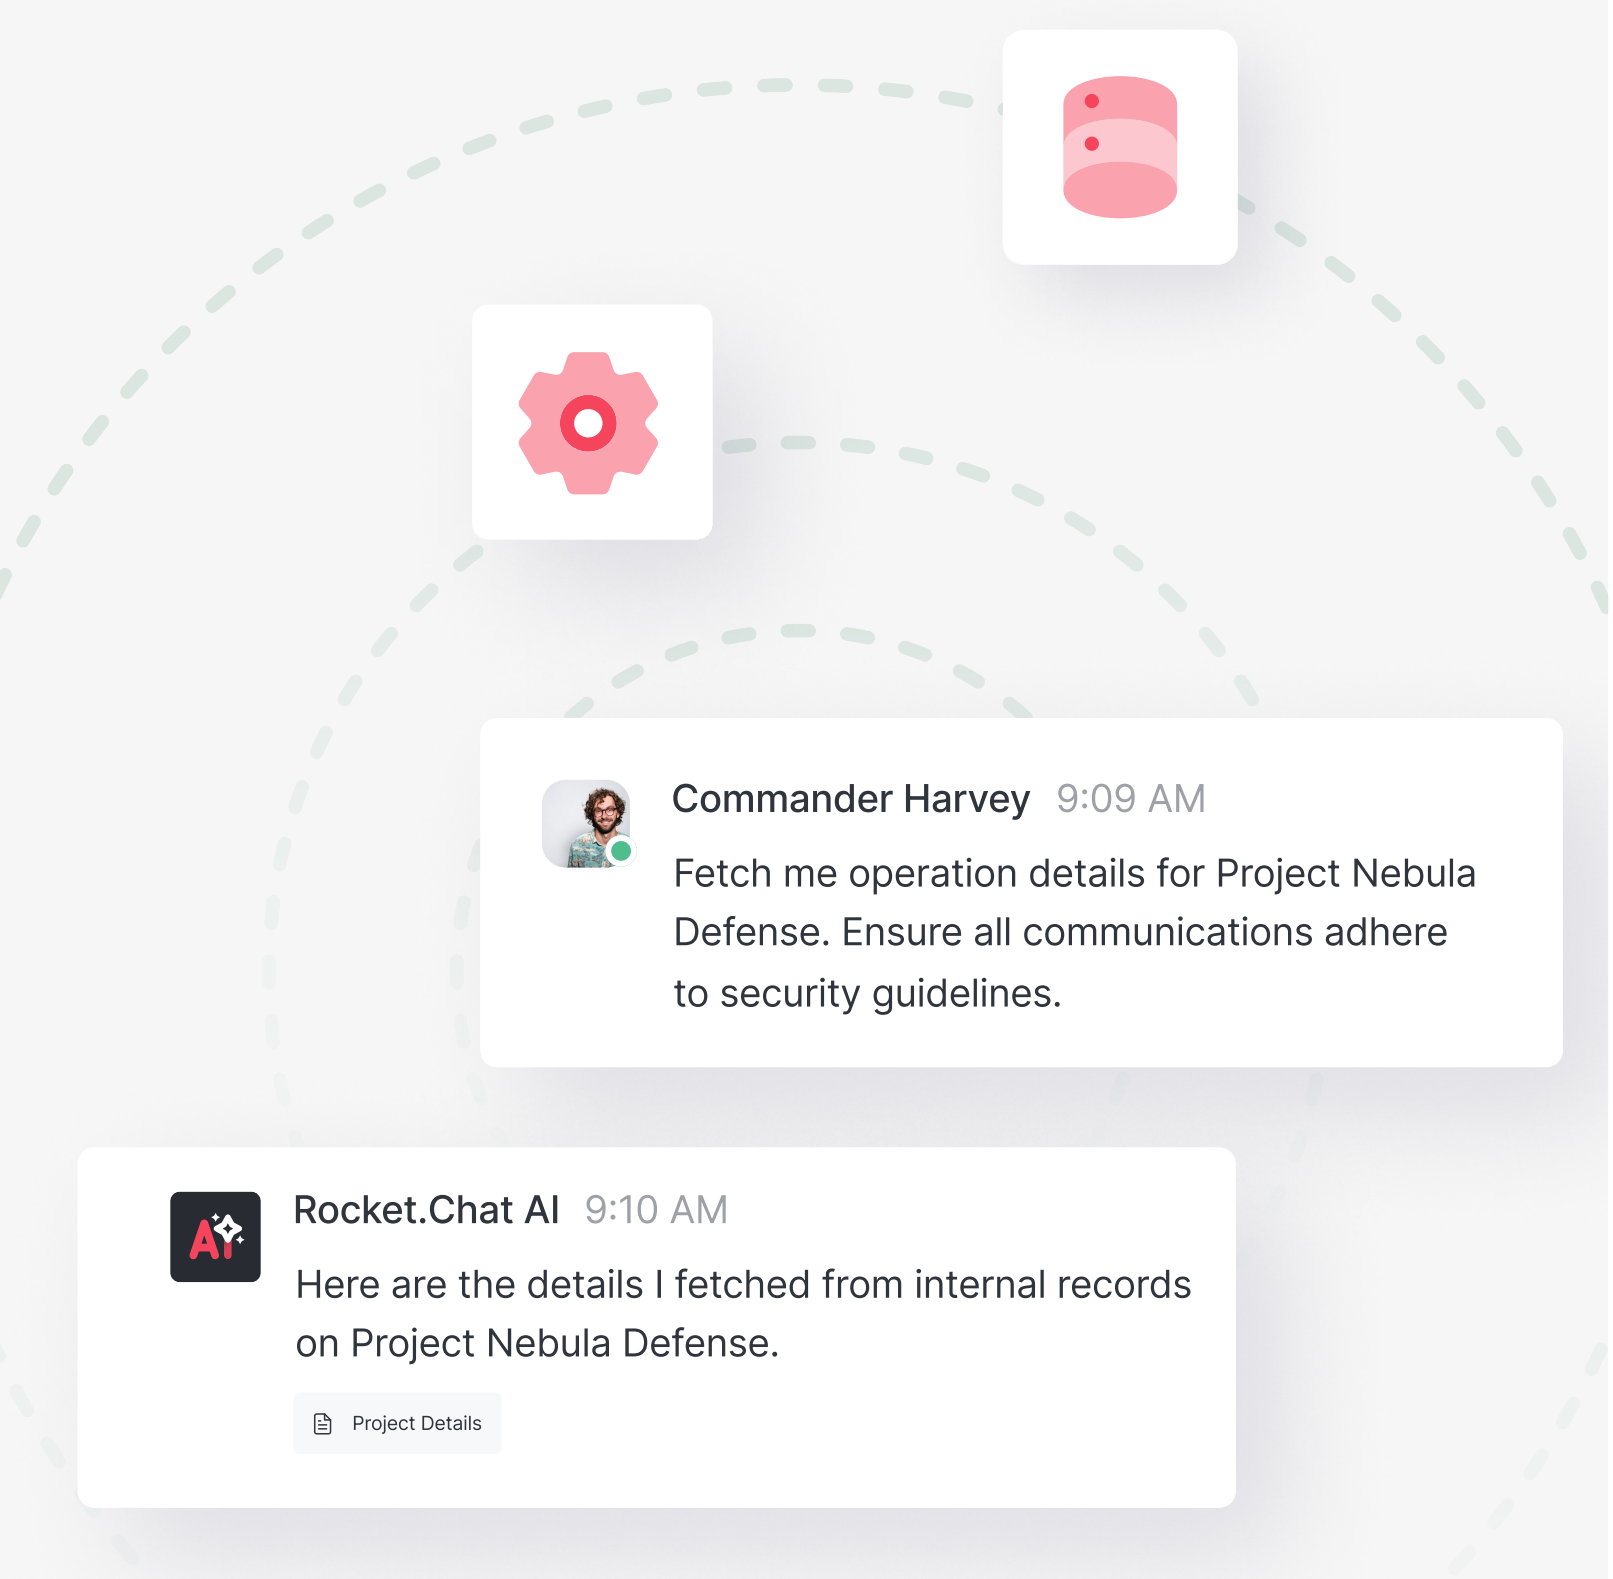 Commander Harvey 9:09 AM
Fetch me operation details for Project Nebula
Defense. Ensure all communications adhere
to security guidelines.
Ai
Rocket.Chat AI 9:10 AM
Here are the details I fetched from internal records
on Project Nebula Defense.
Project Details